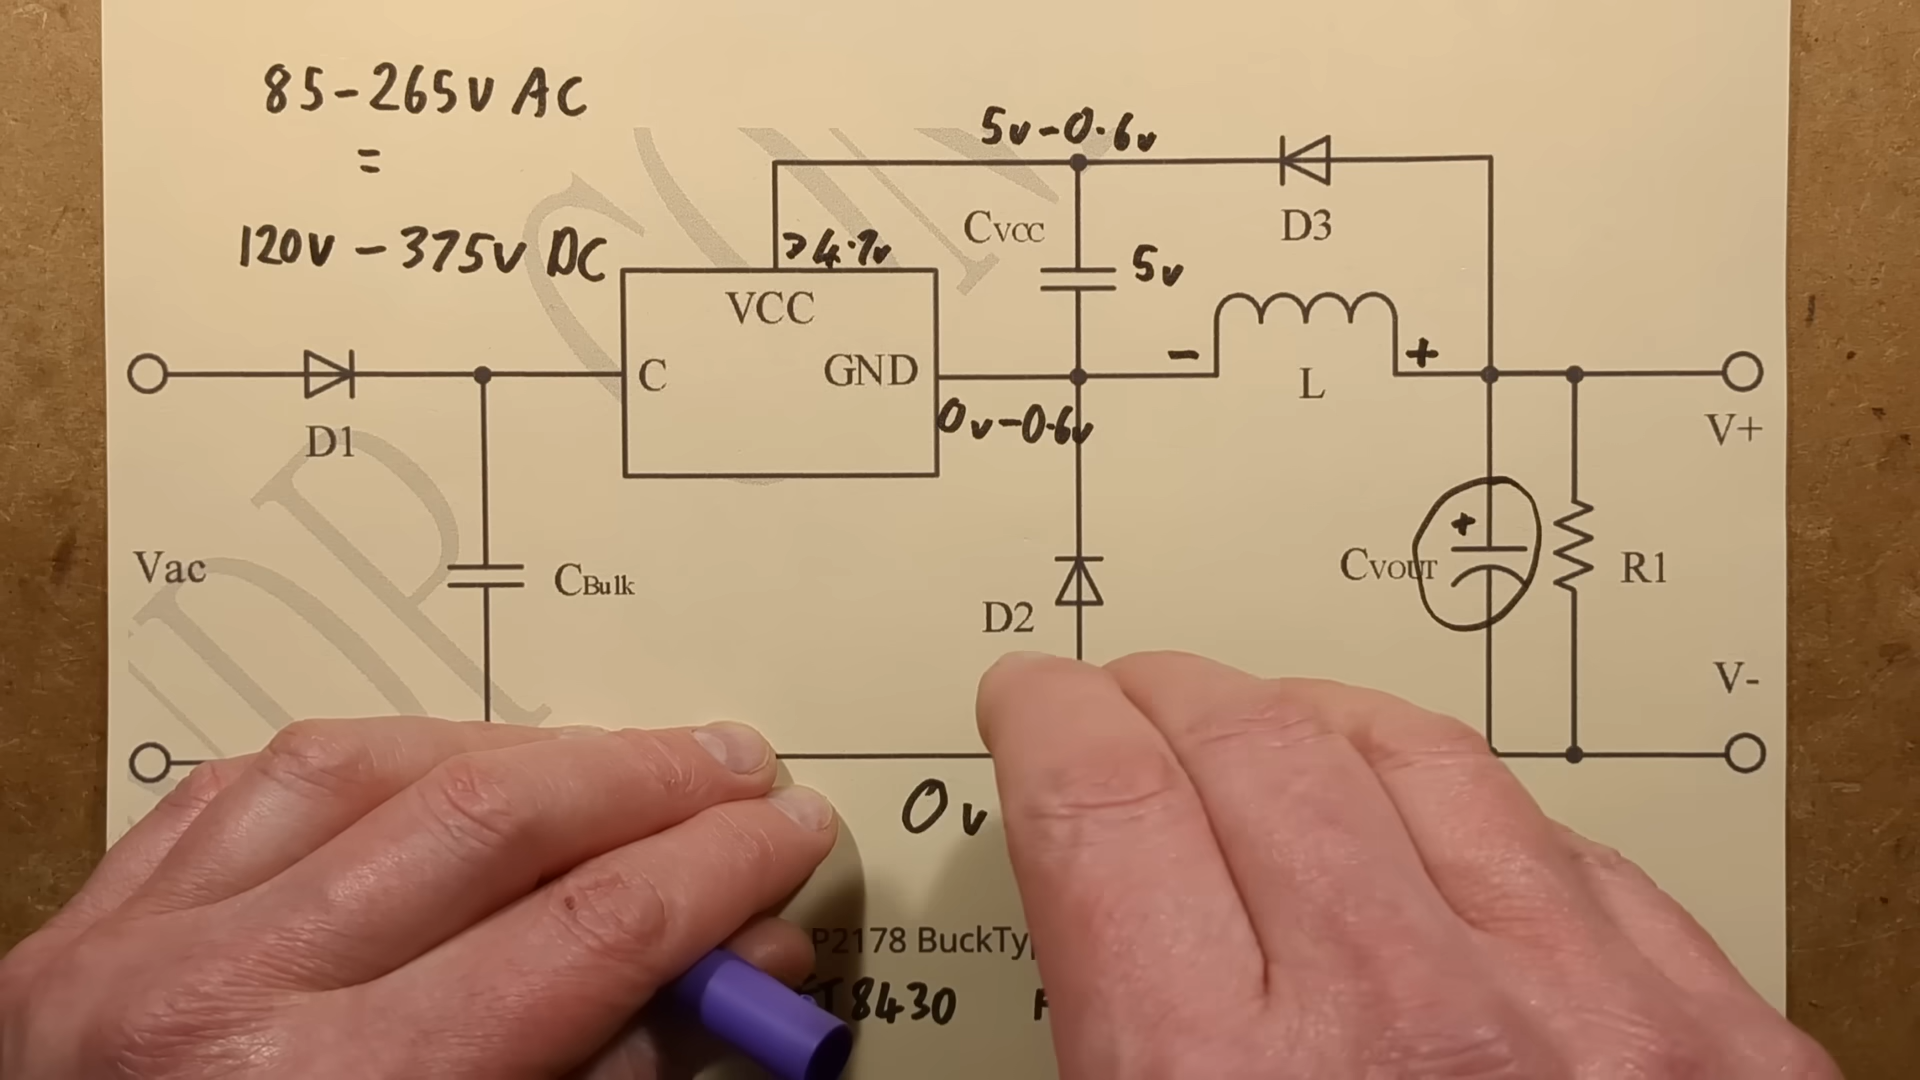 85-265v AC
=
120v - 375v DC
5v-0.6v
CVCC
D3
>4.7v
5v
VCC
C
GND
-
+
L
0v-0.6v
D1
V+
Vac
CBulk
D2
+
CVOUT
R1
V-
0v
P2178 BuckTy
8430